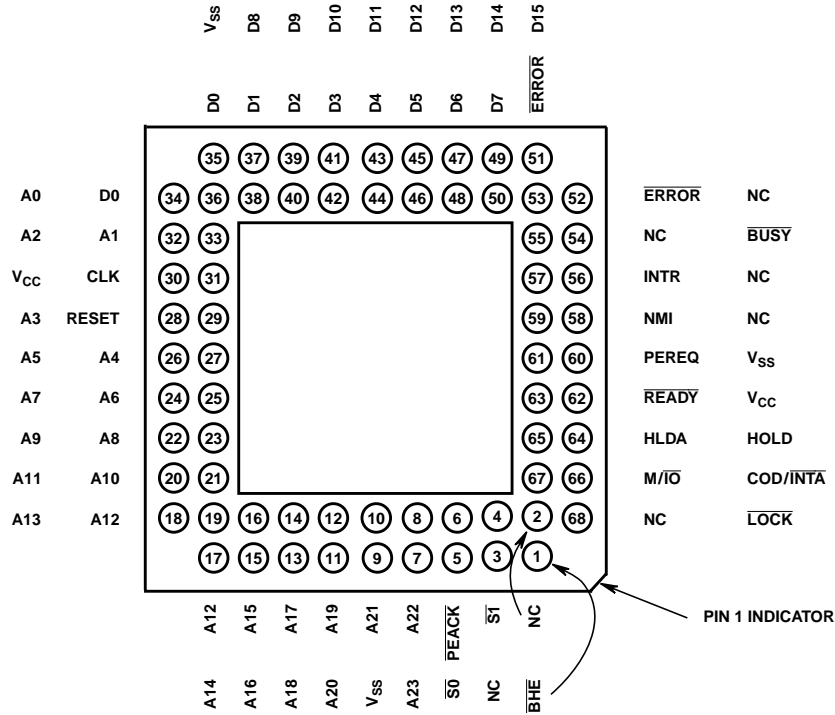 VSS D8 D9 D10 D11 D12 D13 D14 D15
D0 D1 D2 D3 D4 D5 D6 D7 ERROR
35 37 39 41 43 45 47 49 51
A0 D0 34 36 38 40 42 44 46 48 50 53 52 ERROR NC
A2 A1 32 33 55 54 NC BUSY
VCC CLK 30 31 57 56 INTR NC
A3 RESET 28 29 59 58 NMI NC
A5 A4 26 27 61 60 PEREQ VSS
A7 A6 24 25 63 62 READY VCC
A9 A8 22 23 65 64 HLDA HOLD
A11 A10 20 21 67 66 M/IO COD/INTA
A13 A12 18 19 16 14 12 10 8 6 4 2 68 NC LOCK
17 15 13 11 9 7 5 3 1
A12 A15 A17 A19 A21 A22 PEACK S1 NC
PIN 1 INDICATOR
A14 A16 A18 A20 VSS A23 S0 NC BHE